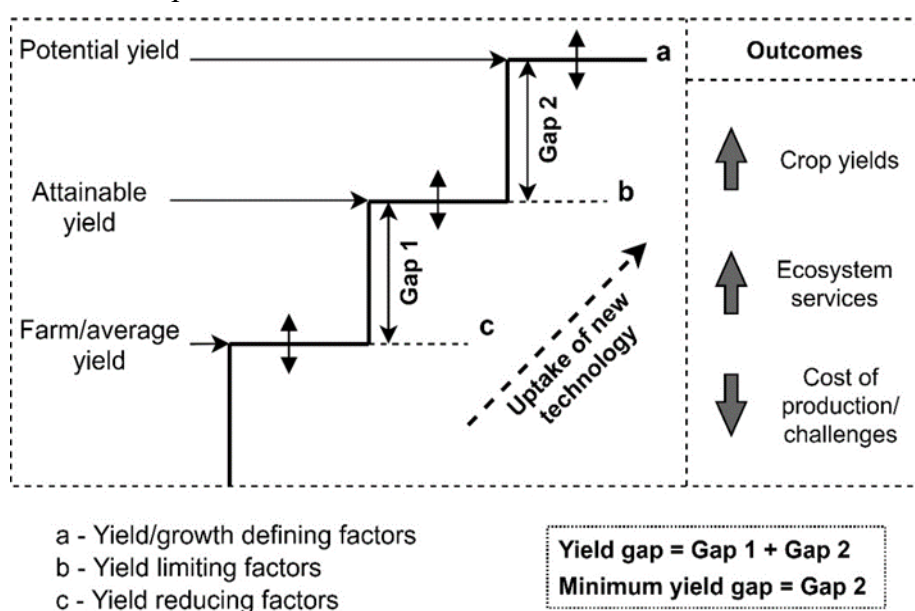 Potential yield
a
Outcomes
Gap 2
Crop yields
Attainable
yield
b
Gap 1
Ecosystem
services
Farm/average
yield
c
Uptake of new
technology
Cost of
production/
challenges
a - Yield/growth defining factors
b - Yield limiting factors
c - Yield reducing factors
Yield gap = Gap 1 + Gap 2
Minimum yield gap = Gap 2